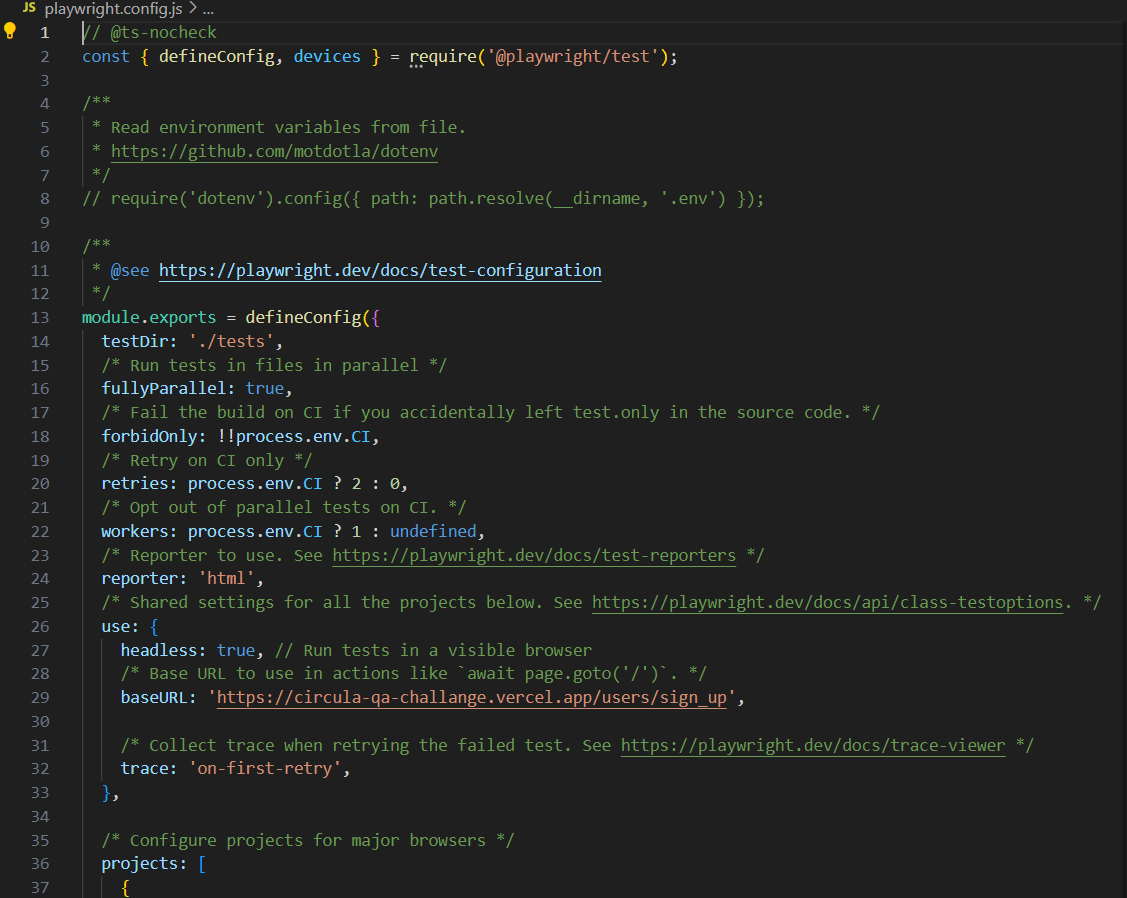 JS playwright.config.js > ...
1 // @ts-nocheck
2 const { defineConfig, devices } = require('@playwright/test');
3
4 /**
5  * Read environment variables from file.
6  * https://github.com/motdotla/dotenv
7  */
8 // require('dotenv').config({ path: path.resolve(__dirname, '.env') });
9
10 /**
11  * @see https://playwright.dev/docs/test-configuration
12  */
13 module.exports = defineConfig({
14   testDir: './tests',
15   /* Run tests in files in parallel */
16   fullyParallel: true,
17   /* Fail the build on CI if you accidentally left test.only in the source code. */
18   forbidOnly: !!process.env.CI,
19   /* Retry on CI only */
20   retries: process.env.CI ? 2 : 0,
21   /* Opt out of parallel tests on CI. */
22   workers: process.env.CI ? 1 : undefined,
23   /* Reporter to use. See https://playwright.dev/docs/test-reporters */
24   reporter: 'html',
25   /* Shared settings for all the projects below. See https://playwright.dev/docs/api/class-testoptions. */
26   use: {
27     headless: true, // Run tests in a visible browser
28     /* Base URL to use in actions like `await page.goto('/')`. */
29     baseURL: 'https://circula-qa-challange.vercel.app/users/sign_up',
30
31     /* Collect trace when retrying the failed test. See https://playwright.dev/docs/trace-viewer */
32     trace: 'on-first-retry',
33   },
34
35   /* Configure projects for major browsers */
36   projects: [
37     {